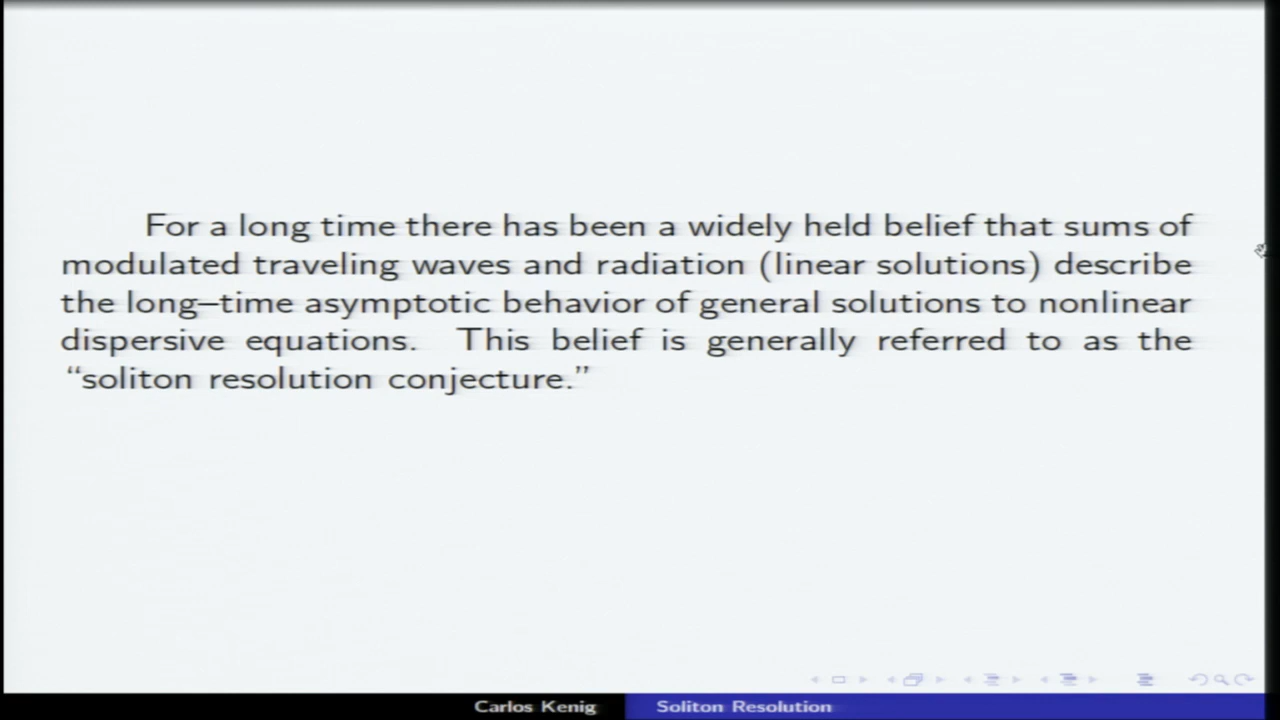 For a long time there has been a widely held belief that sums of
modulated traveling waves and radiation (linear solutions) describe
the long–time asymptotic behavior of general solutions to nonlinear
dispersive equations. This belief is generally referred to as the
“soliton resolution conjecture.”
Carlos Kenig Soliton Resolution